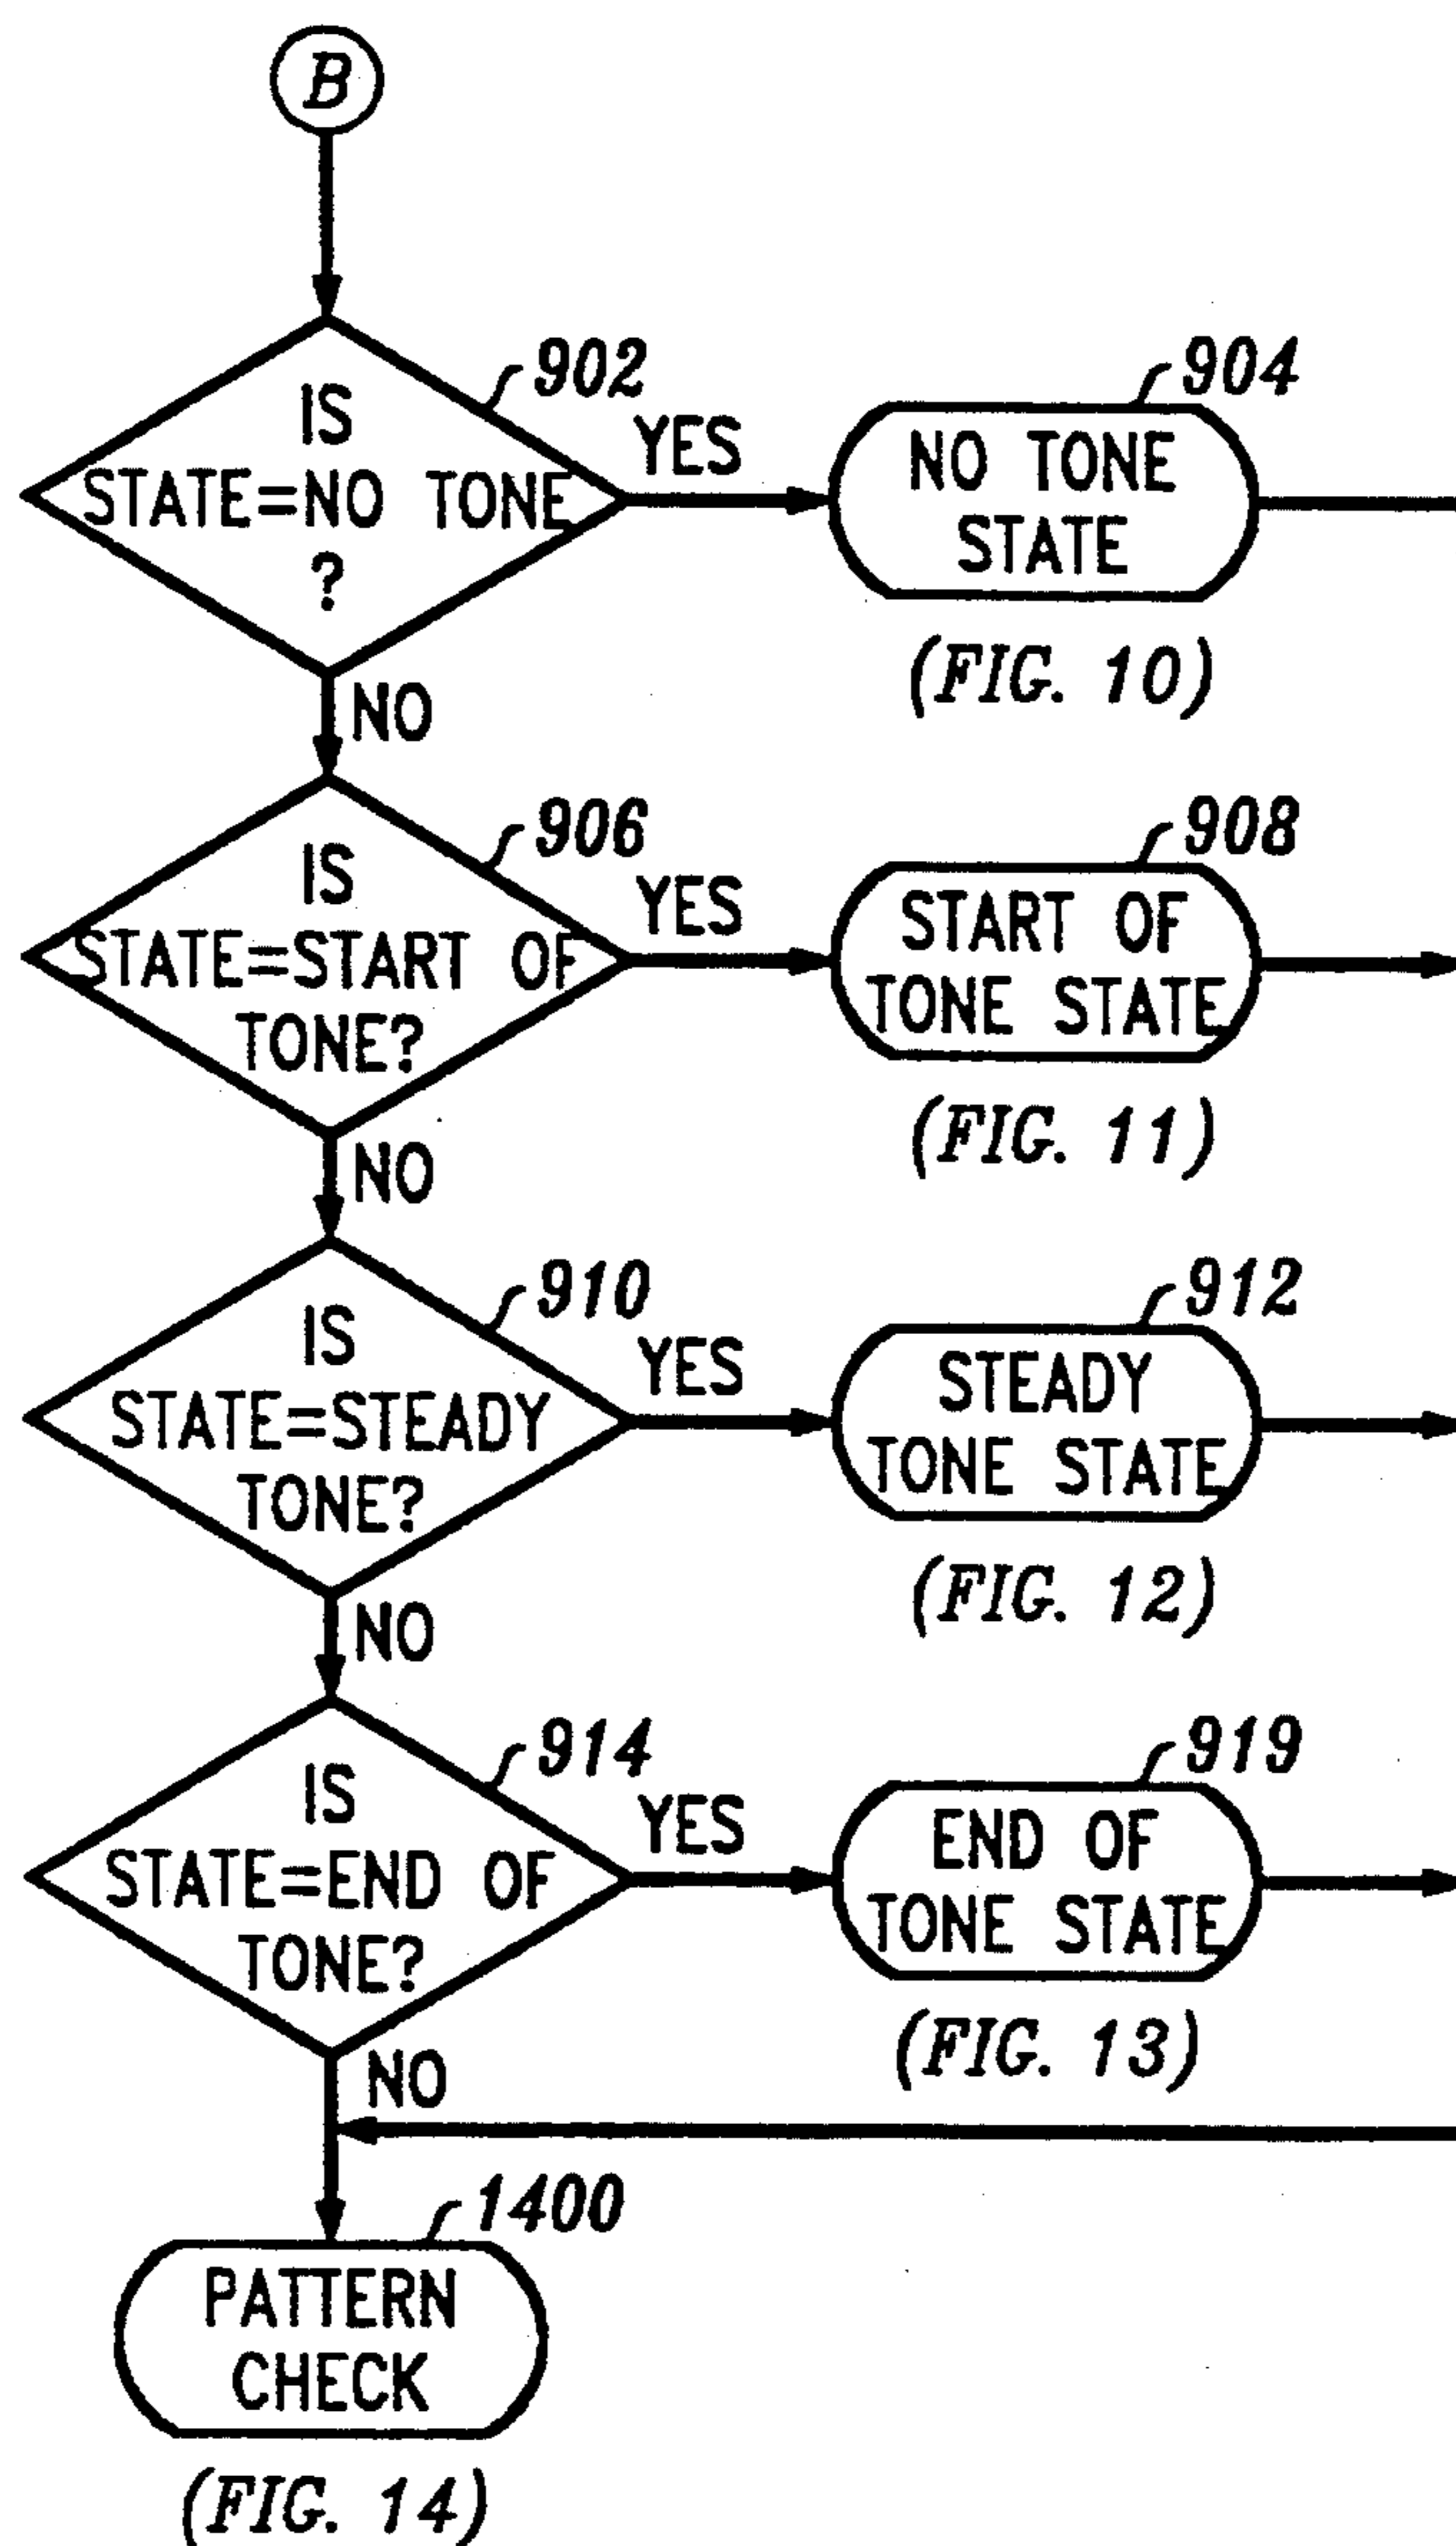 B
902
IS
STATE=NO TONE
?
YES
904
NO TONE
STATE
(FIG. 10)
NO
906
IS
STATE=START OF
TONE?
YES
908
START OF
TONE STATE
(FIG. 11)
NO
910
IS
STATE=STEADY
TONE?
YES
912
STEADY
TONE STATE
(FIG. 12)
NO
914
IS
STATE=END OF
TONE?
YES
919
END OF
TONE STATE
(FIG. 13)
NO
1400
PATTERN
CHECK
(FIG. 14)